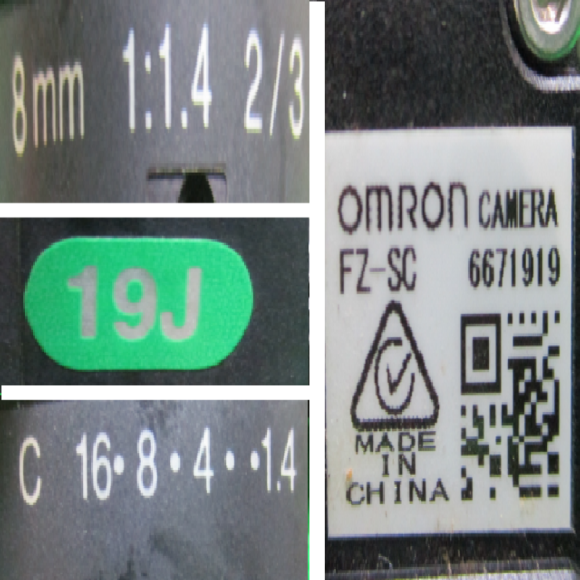 8mm 1:1.4 2/3
19J
C 16• 8 • 4 • •1.4
OMRON CAMERA
FZ-SC 6671919
MADE
IN
CHINA